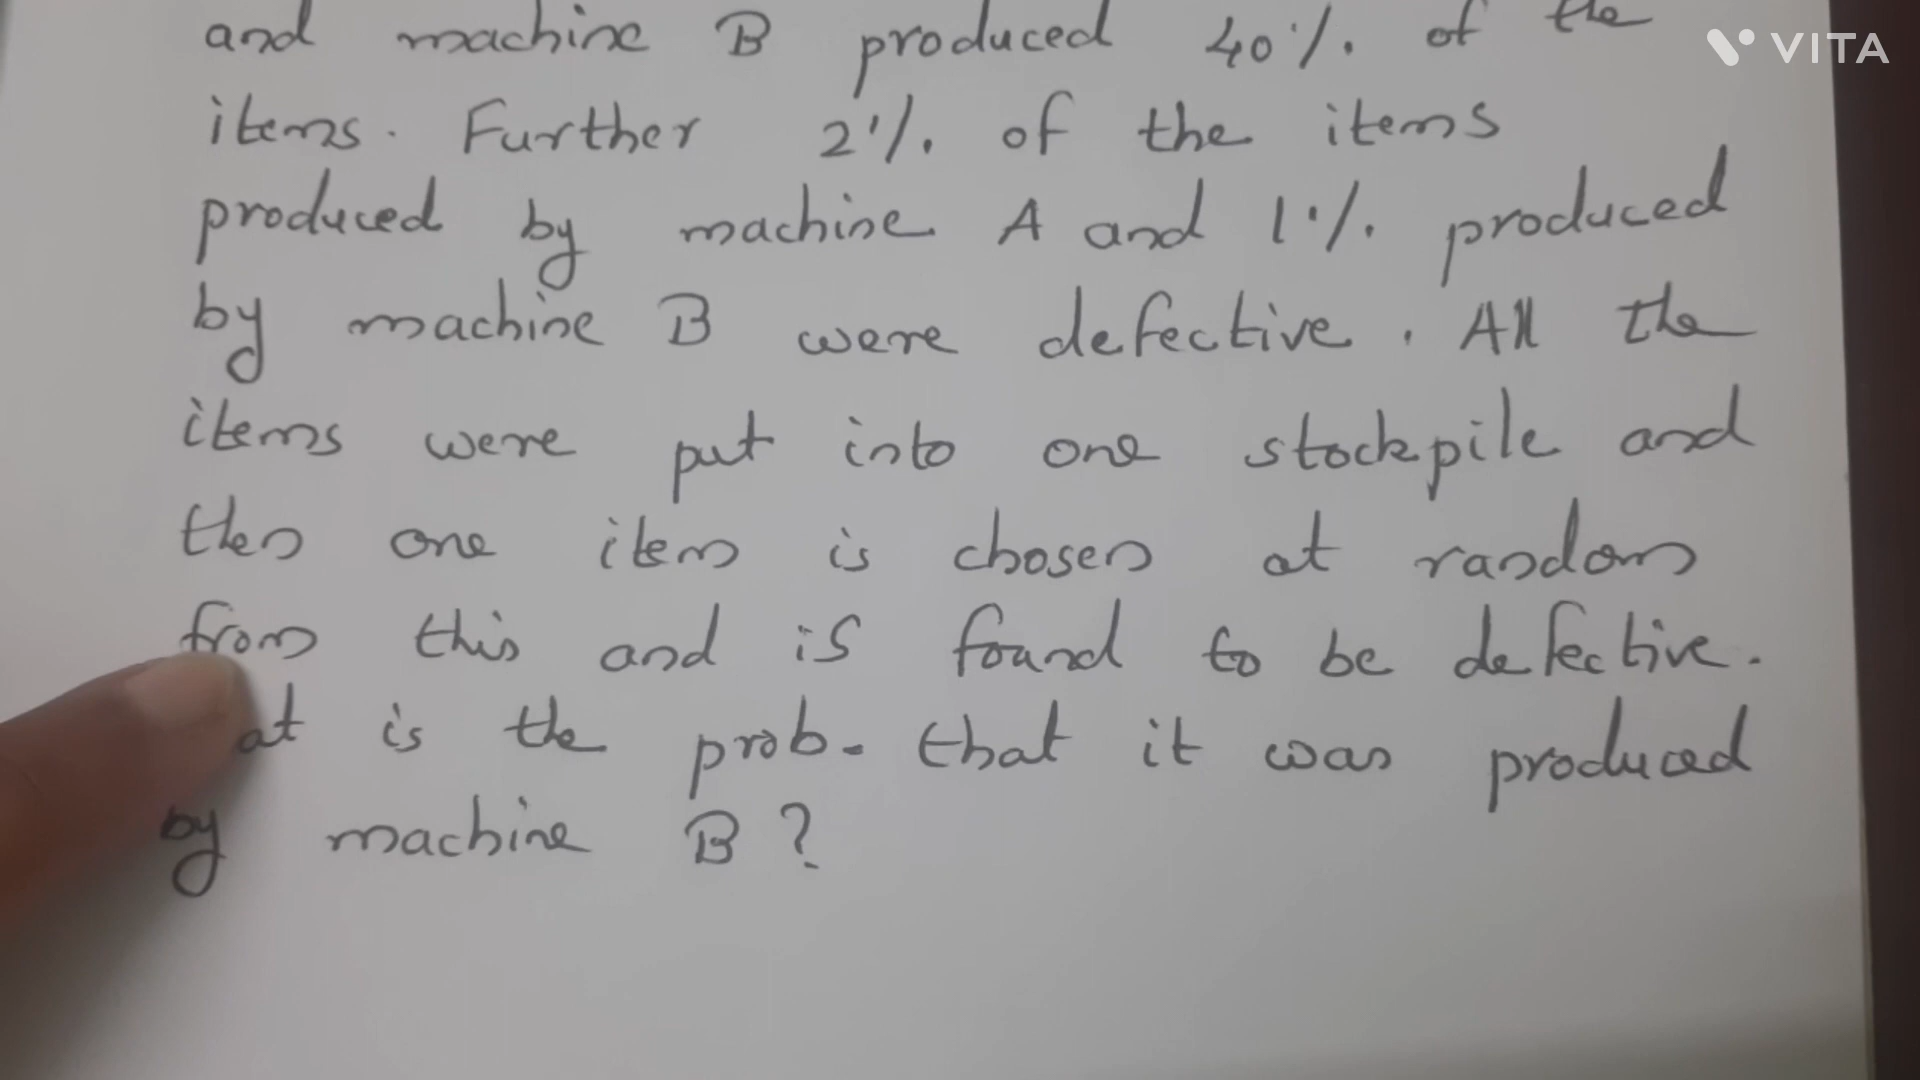 and machine B produced 40%. of the
VITA
items. Further 2%. of the items
produced by machine A and 1%. produced
by machine B were defective. All the
items were put into one stockpile and
then one item is chosen at random
from this and is found to be defective.
at is the prob. that it was produced
by machine B?